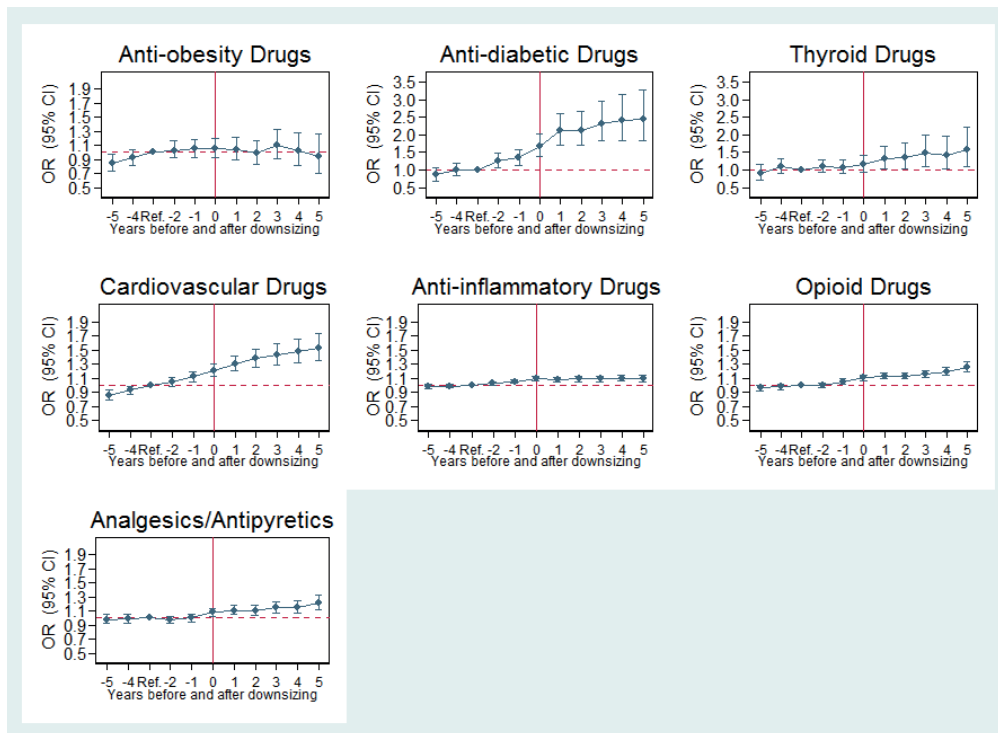 Anti-obesity Drugs
OR (95% CI)
1.9
1.7
1.5
1.3
1.1
0.9
0.7
0.5
-5 -4 Ref. -2 -1 0 1 2 3 4 5
Years before and after downsizing
Anti-diabetic Drugs
OR (95% CI)
3.5
3.0
2.5
2.0
1.5
1.0
0.5
-5 -4 Ref. -2 -1 0 1 2 3 4 5
Years before and after downsizing
Thyroid Drugs
OR (95% CI)
3.5
3.0
2.5
2.0
1.5
1.0
0.5
-5 -4 Ref. -2 -1 0 1 2 3 4 5
Years before and after downsizing
Cardiovascular Drugs
OR (95% CI)
1.9
1.7
1.5
1.3
1.1
0.9
0.7
0.5
-5 -4 Ref. -2 -1 0 1 2 3 4 5
Years before and after downsizing
Anti-inflammatory Drugs
OR (95% CI)
1.9
1.7
1.5
1.3
1.1
0.9
0.7
0.5
-5 -4 Ref. -2 -1 0 1 2 3 4 5
Years before and after downsizing
Opioid Drugs
OR (95% CI)
1.9
1.7
1.5
1.3
1.1
0.9
0.7
0.5
-5 -4 Ref. -2 -1 0 1 2 3 4 5
Years before and after downsizing
Analgesics/Antipyretics
OR (95% CI)
1.9
1.7
1.5
1.3
1.1
0.9
0.7
0.5
-5 -4 Ref. -2 -1 0 1 2 3 4 5
Years before and after downsizing